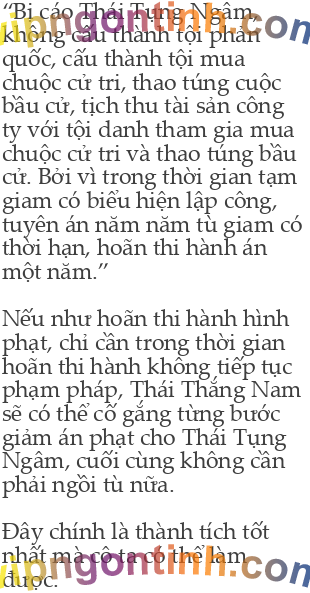 “Bị cáo Thái Tụng Ngâm
không cấu thành tội phản
quốc, cấu thành tội mua
chuộc cử tri, thao túng cuộc
bầu cử, tịch thu tài sản công
ty với tội danh tham gia mua
chuộc cử tri và thao túng bầu
cử. Bởi vì trong thời gian tạm
giam có biểu hiện lập công,
tuyên án năm năm tù giam có
thời hạn, hoãn thi hành án
một năm.”
Nếu như hoãn thi hành hình
phạt, chỉ cần trong thời gian
hoãn thi hành không tiếp tục
phạm pháp, Thái Thắng Nam
sẽ có thể cố gắng từng bước
giảm án phạt cho Thái Tụng
Ngâm, cuối cùng không cần
phải ngồi tù nữa.
Đây chính là thành tích tốt
nhất mà cô ta có thể làm
được.
vipngontinh.com
vipngontinh.com